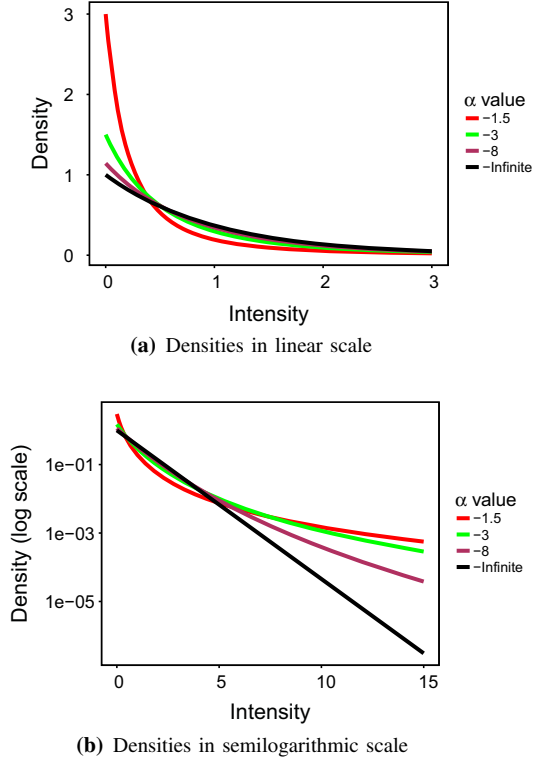 3
2
1
0
Density
0 1 2 3
Intensity
α value
−1.5
−3
−8
−Infinite
(a) Densities in linear scale
1e−01
1e−03
1e−05
Density (log scale)
0 5 10 15
Intensity
α value
−1.5
−3
−8
−Infinite
(b) Densities in semilogarithmic scale